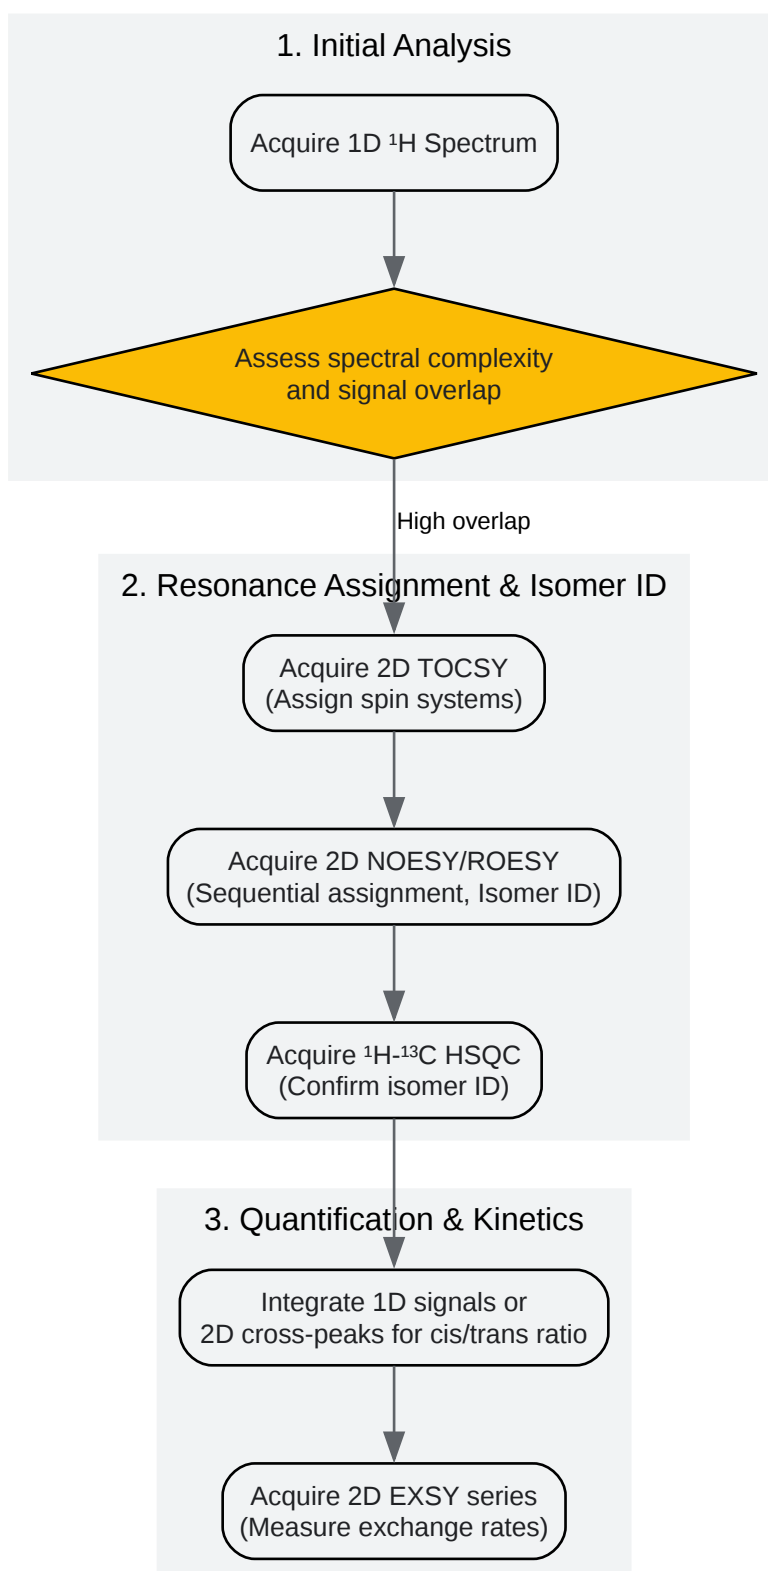 1. Initial Analysis
Acquire 1D ¹H Spectrum
Assess spectral complexity
and signal overlap
High overlap
2. Resonance Assignment & Isomer ID
Acquire 2D TOCSY
(Assign spin systems)
Acquire 2D NOESY/ROESY
(Sequential assignment, Isomer ID)
Acquire ¹H-¹³C HSQC
(Confirm isomer ID)
3. Quantification & Kinetics
Integrate 1D signals or
2D cross-peaks for cis/trans ratio
Acquire 2D EXSY series
(Measure exchange rates)